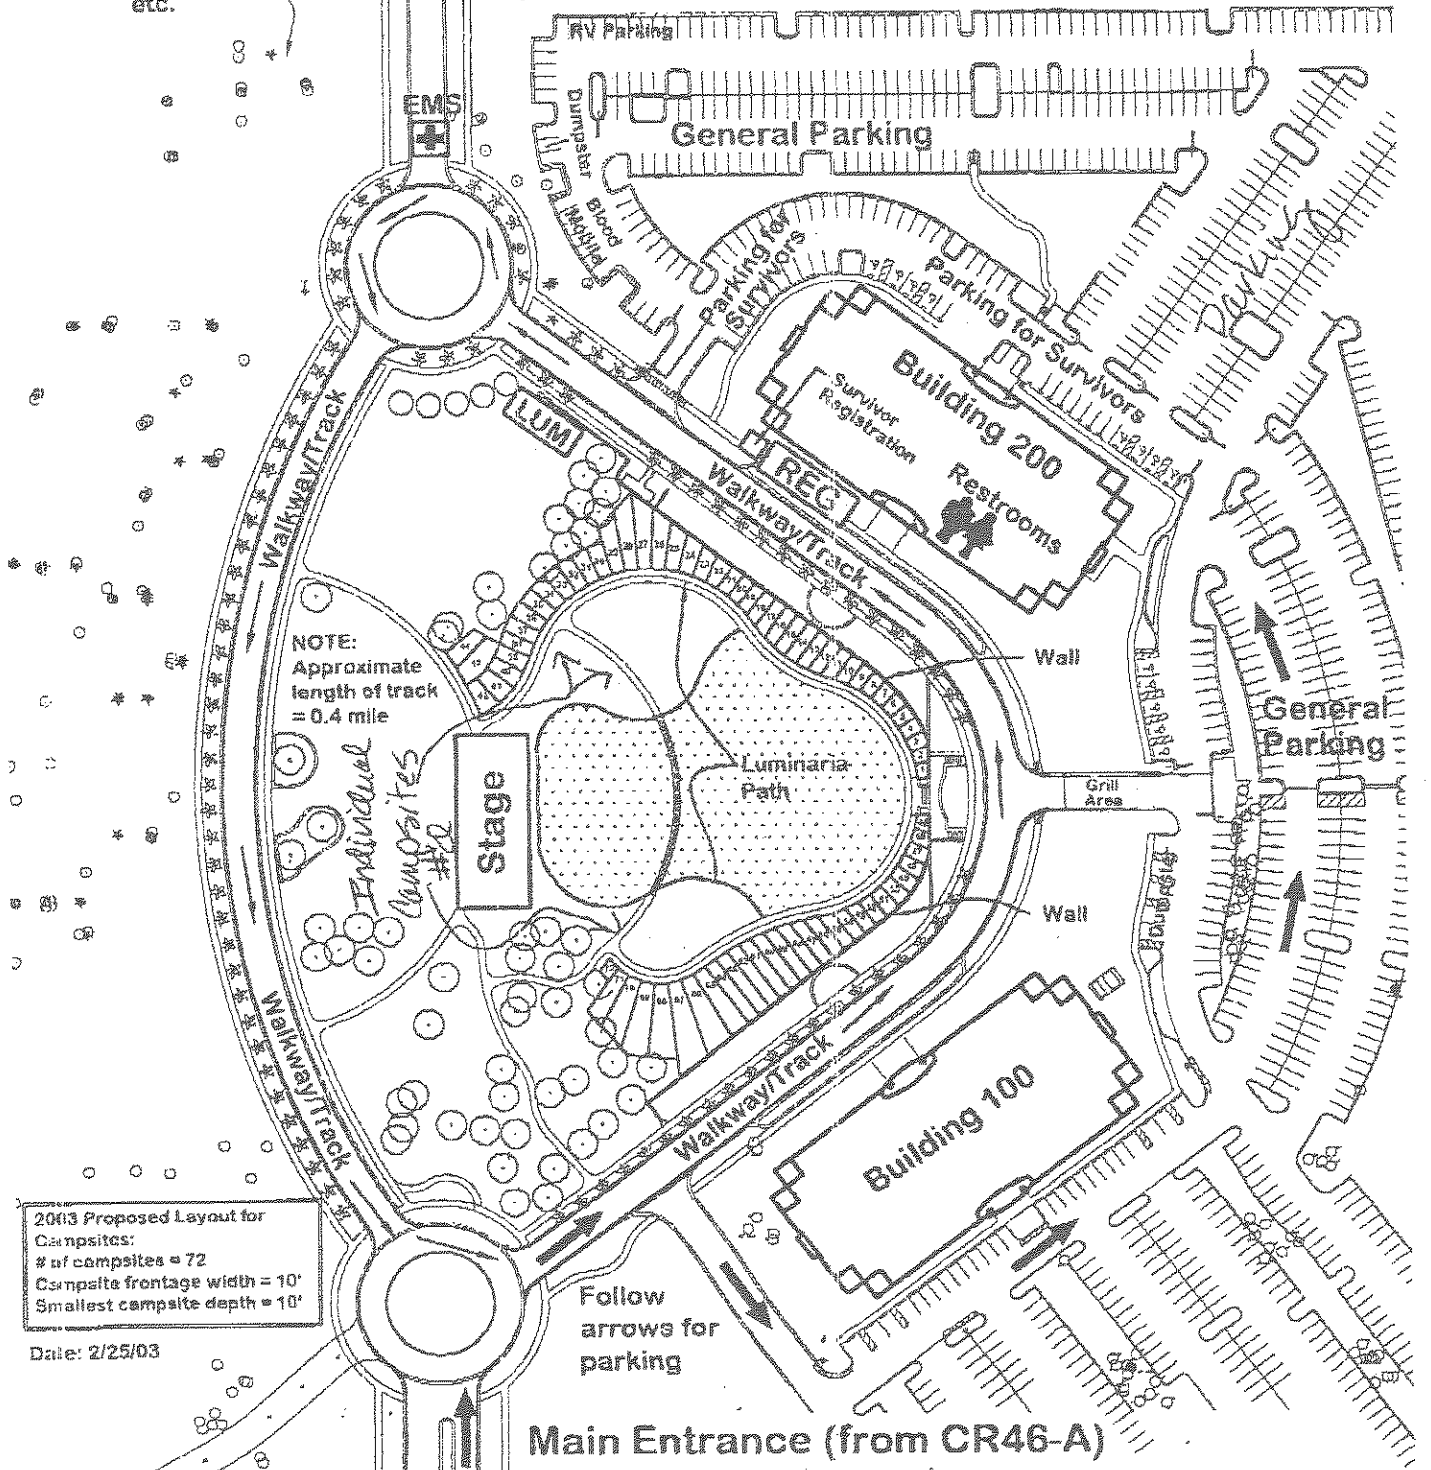 etc.
RV Parking
EMS
Dumpster
General Parking
Blood
Mobile
Parking for
Survivors
Parking for Survivors
Parking
Building 200
Survivor
Registration
Restrooms
LUM
REG
Walkway/Track
Walkway/Track
NOTE:
Approximate
length of track
= 0.4 mile
Wall
General
Parking
Individual
Campsites
Stage
Luminaria
Path
Grill
Area
Wall
Dumpster
Walkway/Track
Walkway/Track
Building 100
2003 Proposed Layout for
Campsites:
# of campsites = 72
Campsite frontage width = 10'
Smallest campsite depth = 10'
Date: 2/25/03
Follow
arrows for
parking
Main Entrance (from CR46-A)